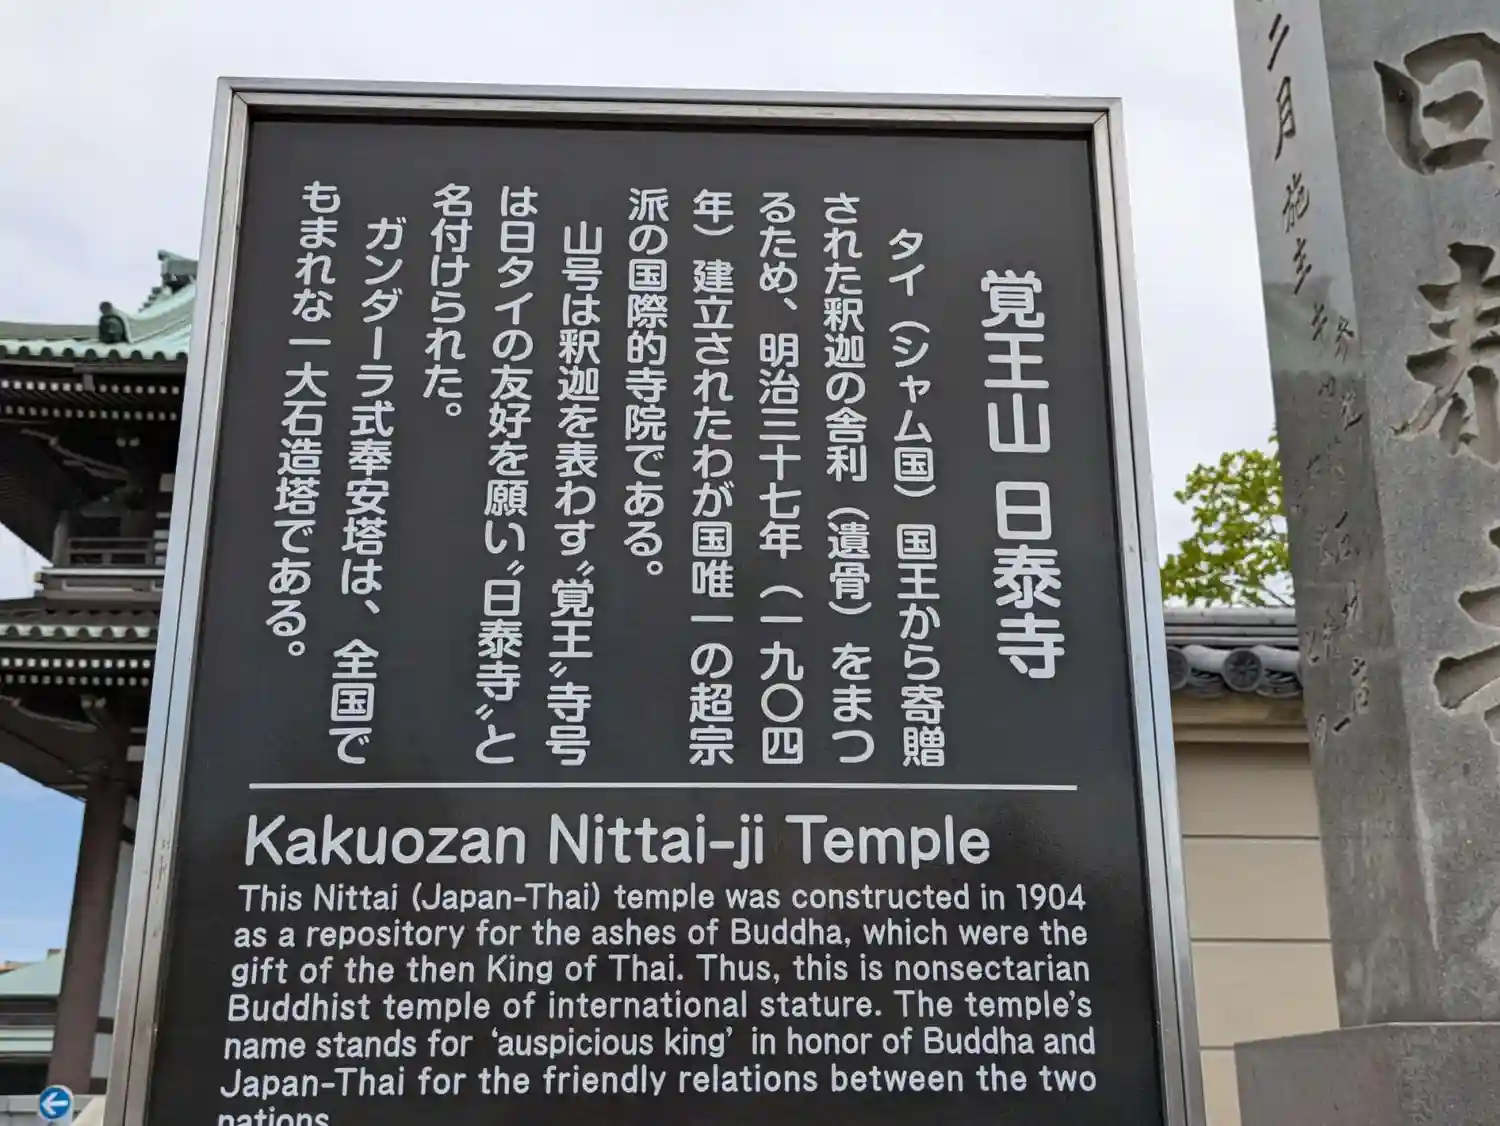 覚王山 日泰寺
タイ（シャム国）国王から寄贈
された釈迦の舎利（遺骨）をまつ
るため、明治三十七年（一九〇四
年）建立されたわが国唯一の超宗
派の国際的寺院である。
山号は釈迦を表わす〝覚王〟寺号
は日タイの友好を願い〝日泰寺〟と
名付けられた。
ガンダーラ式奉安塔は、全国で
もまれな一大石造塔である。
Kakuozan Nittai-ji Temple
This Nittai (Japan-Thai) temple was constructed in 1904
as a repository for the ashes of Buddha, which were the
gift of the then King of Thai. Thus, this is nonsectarian
Buddhist temple of international stature. The temple's
name stands for ‘auspicious king’ in honor of Buddha and
Japan-Thai for the friendly relations between the two
nations.
日泰寺
二月 施主